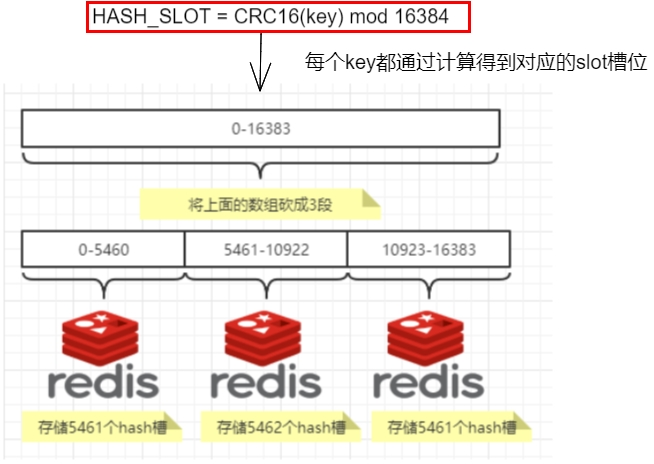 HASH_SLOT = CRC16(key) mod 16384
每个key都通过计算得到对应的slot槽位
0-16383
将上面的数组砍成3段
0-5460
5461-10922
10923-16383
redis
redis
redis
存储5461个hash槽
存储5462个hash槽
存储5461个hash槽